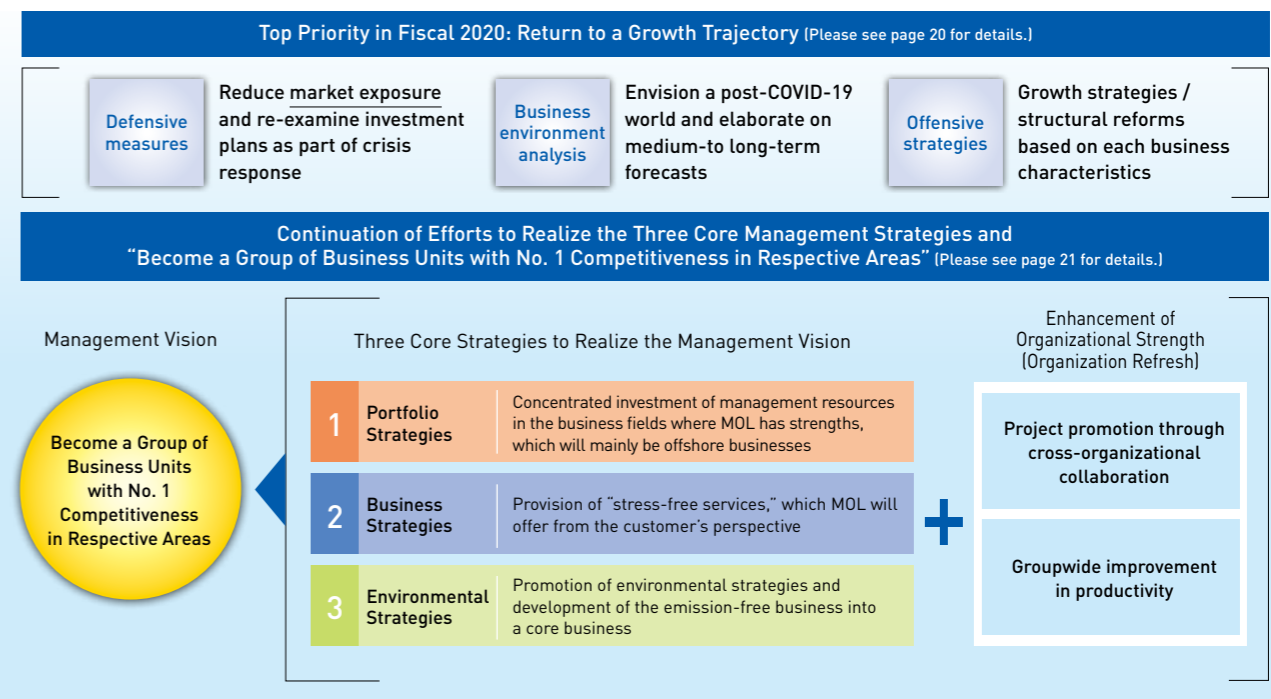 Top Priority in Fiscal 2020: Return to a Growth Trajectory (Please see page 20 for details.)
Defensive
measures
Reduce market exposure
and re-examine investment
plans as part of crisis
response
Business
environment
analysis
Envision a post-COVID-19
world and elaborate on
medium-to long-term
forecasts
Offensive
strategies
Growth strategies /
structural reforms
based on each business
characteristics
Continuation of Efforts to Realize the Three Core Management Strategies and
“Become a Group of Business Units with No. 1 Competitiveness in Respective Areas” (Please see page 21 for details.)
Management Vision
Become a Group of
Business Units
with No. 1
Competitiveness
in Respective Areas
Three Core Strategies to Realize the Management Vision
1
Portfolio
Strategies
Concentrated investment of management resources
in the business fields where MOL has strengths,
which will mainly be offshore businesses
2
Business
Strategies
Provision of “stress-free services,” which MOL will
offer from the customer’s perspective
3
Environmental
Strategies
Promotion of environmental strategies and
development of the emission-free business into
a core business
+
Enhancement of
Organizational Strength
(Organization Refresh)
Project promotion through
cross-organizational
collaboration
Groupwide improvement
in productivity